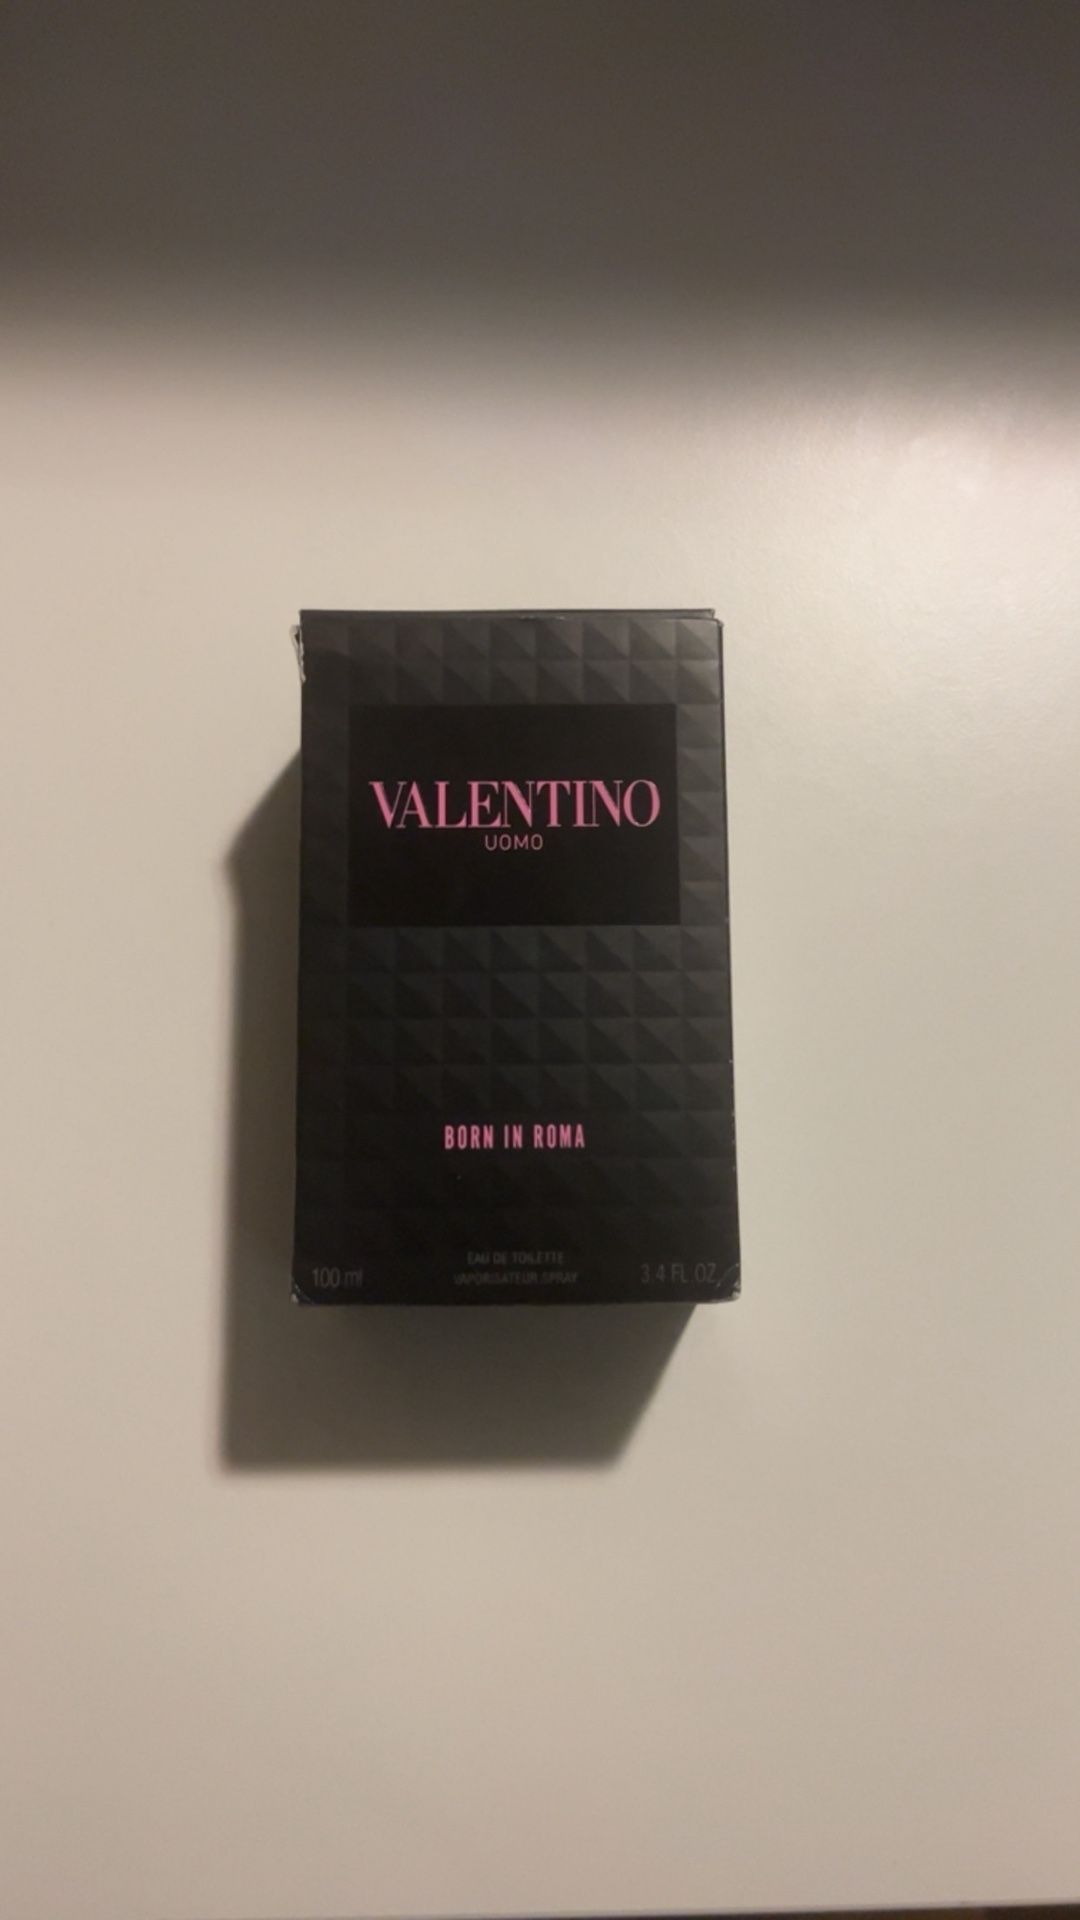 VALENTINO
UOMO
BORN IN ROMA
EAU DE TOILETTE
100 ml VAPORISATEUR SPRAY 3.4 FL.OZ.